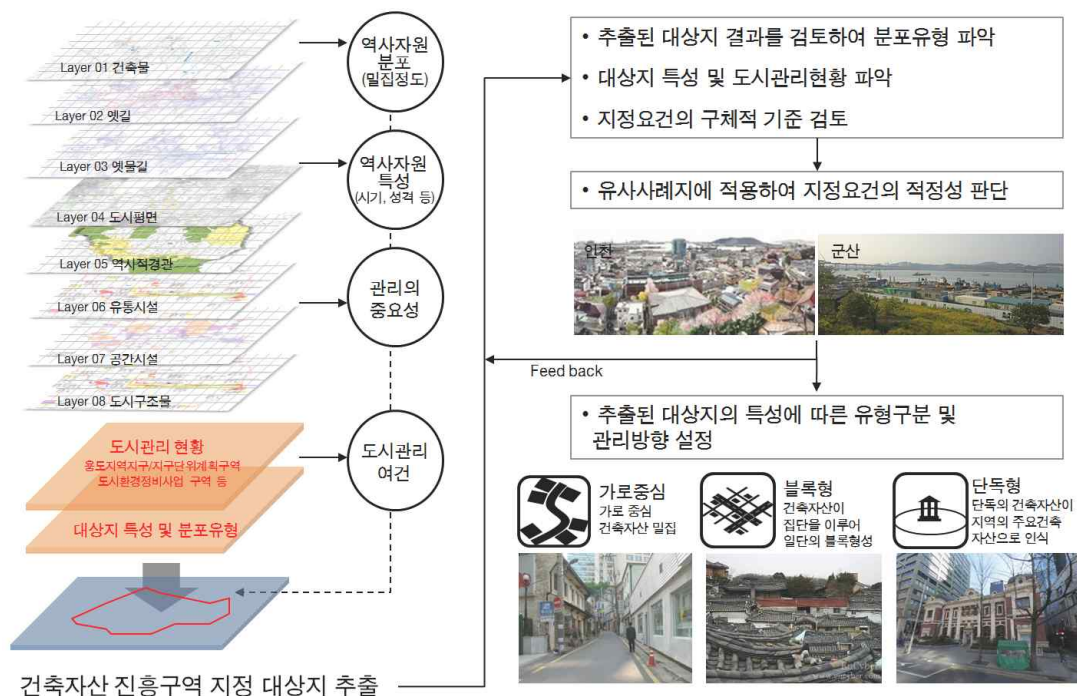 Layer 01 건축물
Layer 02 옛길
Layer 03 옛물길
Layer 04 도시평면
Layer 05 역사적경관
Layer 06 유통시설
Layer 07 공간시설
Layer 08 도시구조물
도시관리 현황
용도지역지구/지구단위계획구역
도시환경정비사업 구역 등
대상지 특성 및 분포유형
건축자산 진흥구역 지정 대상지 추출
역사자원
분포
(밀집정도)
역사자원
특성
(시기, 성격 등)
관리의
중요성
도시관리
여건
• 추출된 대상지 결과를 검토하여 분포유형 파악
• 대상지 특성 및 도시관리현황 파악
• 지정요건의 구체적 기준 검토
• 유사사례지에 적용하여 지정요건의 적정성 판단
인천
군산
Feed back
• 추출된 대상지의 특성에 따른 유형구분 및
관리방향 설정
가로중심
가로 중심
건축자산 밀집
블록형
건축자산이
집단을 이루어
일단의 블록형성
단독형
단독의 건축자산이
지역의 주요건축
자산으로 인식